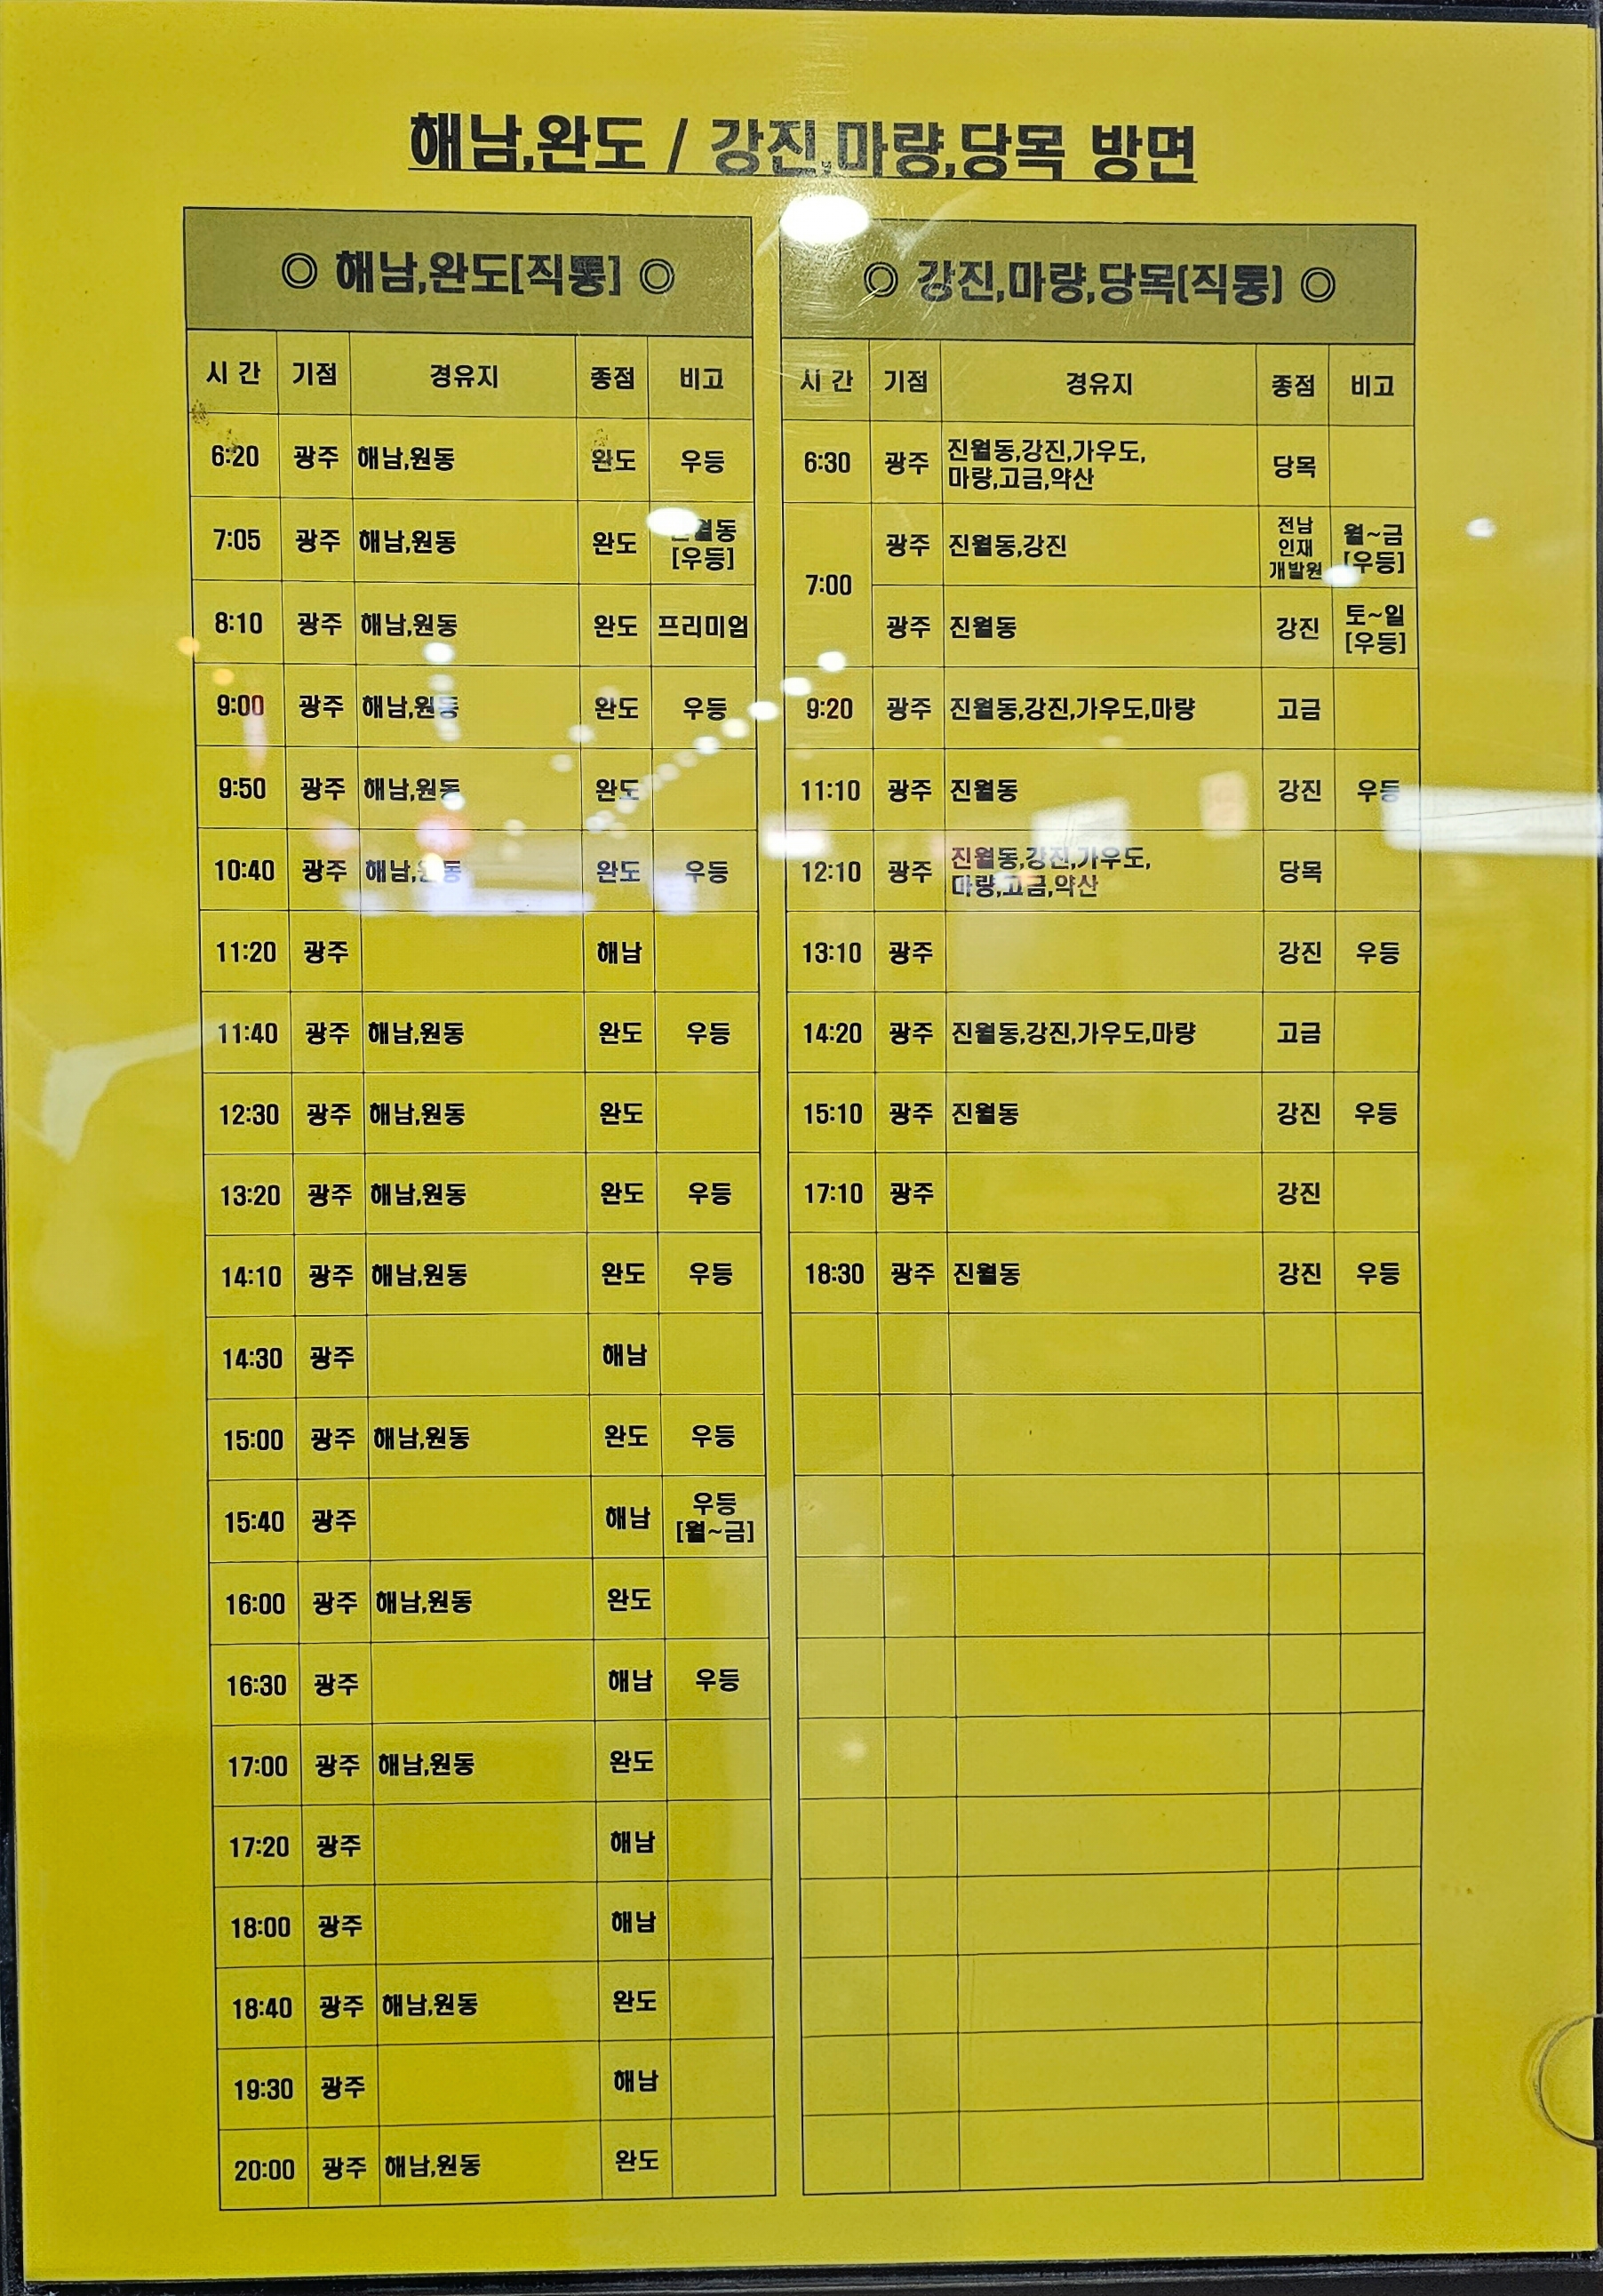 해남,완도 / 강진,마량,당목 방면
◎ 해남,완도[직통] ◎
시 간 기점 경유지 종점 비고
6:20 광주 해남,원동 완도 우등
7:05 광주 해남,원동 완도 월동 [우등]
8:10 광주 해남,원동 완도 프리미엄
9:00 광주 해남,원동 완도 우등
9:50 광주 해남,원동 완도
10:40 광주 해남,원동 완도 우등
11:20 광주 해남
11:40 광주 해남,원동 완도 우등
12:30 광주 해남,원동 완도
13:20 광주 해남,원동 완도 우등
14:10 광주 해남,원동 완도 우등
14:30 광주 해남
15:00 광주 해남,원동 완도 우등
15:40 광주 해남 우등 [월~금]
16:00 광주 해남,원동 완도
16:30 광주 해남 우등
17:00 광주 해남,원동 완도
17:20 광주 해남
18:00 광주 해남
18:40 광주 해남,원동 완도
19:30 광주 해남
20:00 광주 해남,원동 완도
◎ 강진,마량,당목[직통] ◎
시 간 기점 경유지 종점 비고
6:30 광주 진월동,강진,가우도, 마량,고금,약산 당목
7:00 광주 진월동,강진 전남 인재 개발원 월~금 [우등]
광주 진월동 강진 토~일 [우등]
9:20 광주 진월동,강진,가우도,마량 고금
11:10 광주 진월동 강진 우등
12:10 광주 진월동,강진,가우도, 마량,고금,약산 당목
13:10 광주 강진 우등
14:20 광주 진월동,강진,가우도,마량 고금
15:10 광주 진월동 강진 우등
17:10 광주 강진
18:30 광주 진월동 강진 우등